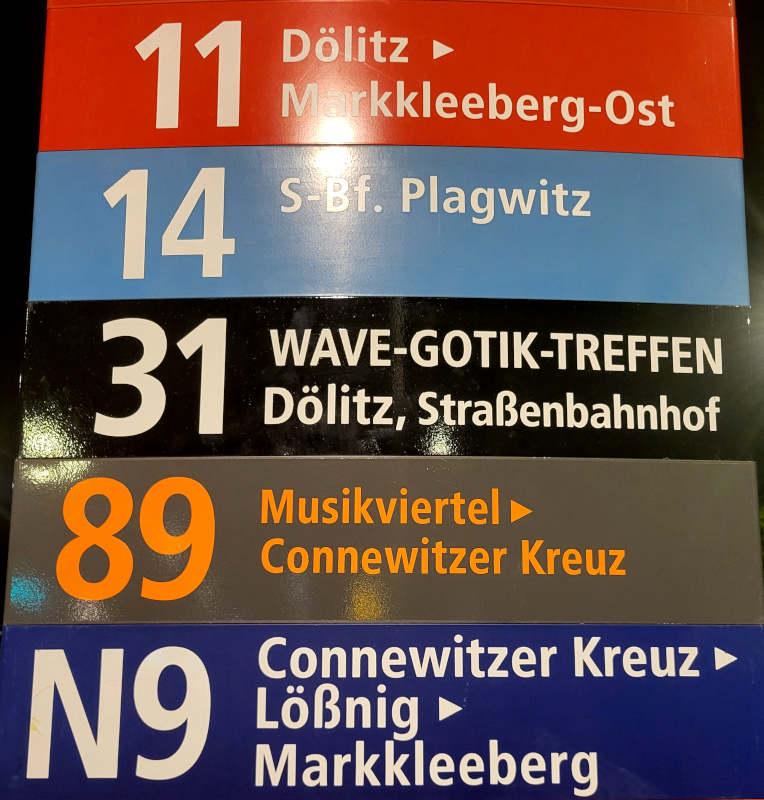 11 Dölitz ▸
Markkleeberg-Ost
14 S-Bf. Plagwitz
31 WAVE-GOTIK-TREFFEN
Dölitz, Straßenbahnhof
89 Musikviertel ▸
Connewitzer Kreuz
N9 Connewitzer Kreuz ▸
Lößnig ▸
Markkleeberg